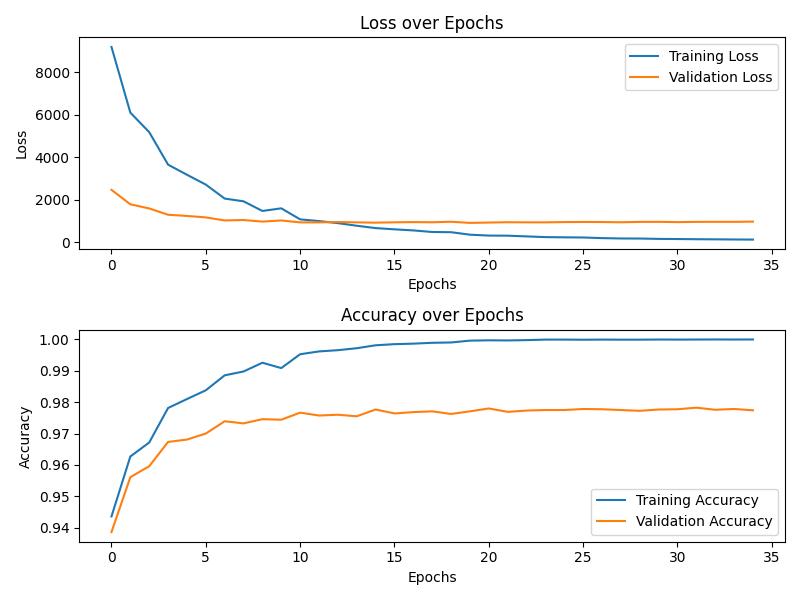 Loss over Epochs
Training Loss
Validation Loss
8000
6000
4000
2000
0
Loss
0 5 10 15 20 25 30 35
Epochs
Accuracy over Epochs
1.00
0.99
0.98
0.97
0.96
0.95
0.94
Accuracy
Training Accuracy
Validation Accuracy
0 5 10 15 20 25 30 35
Epochs